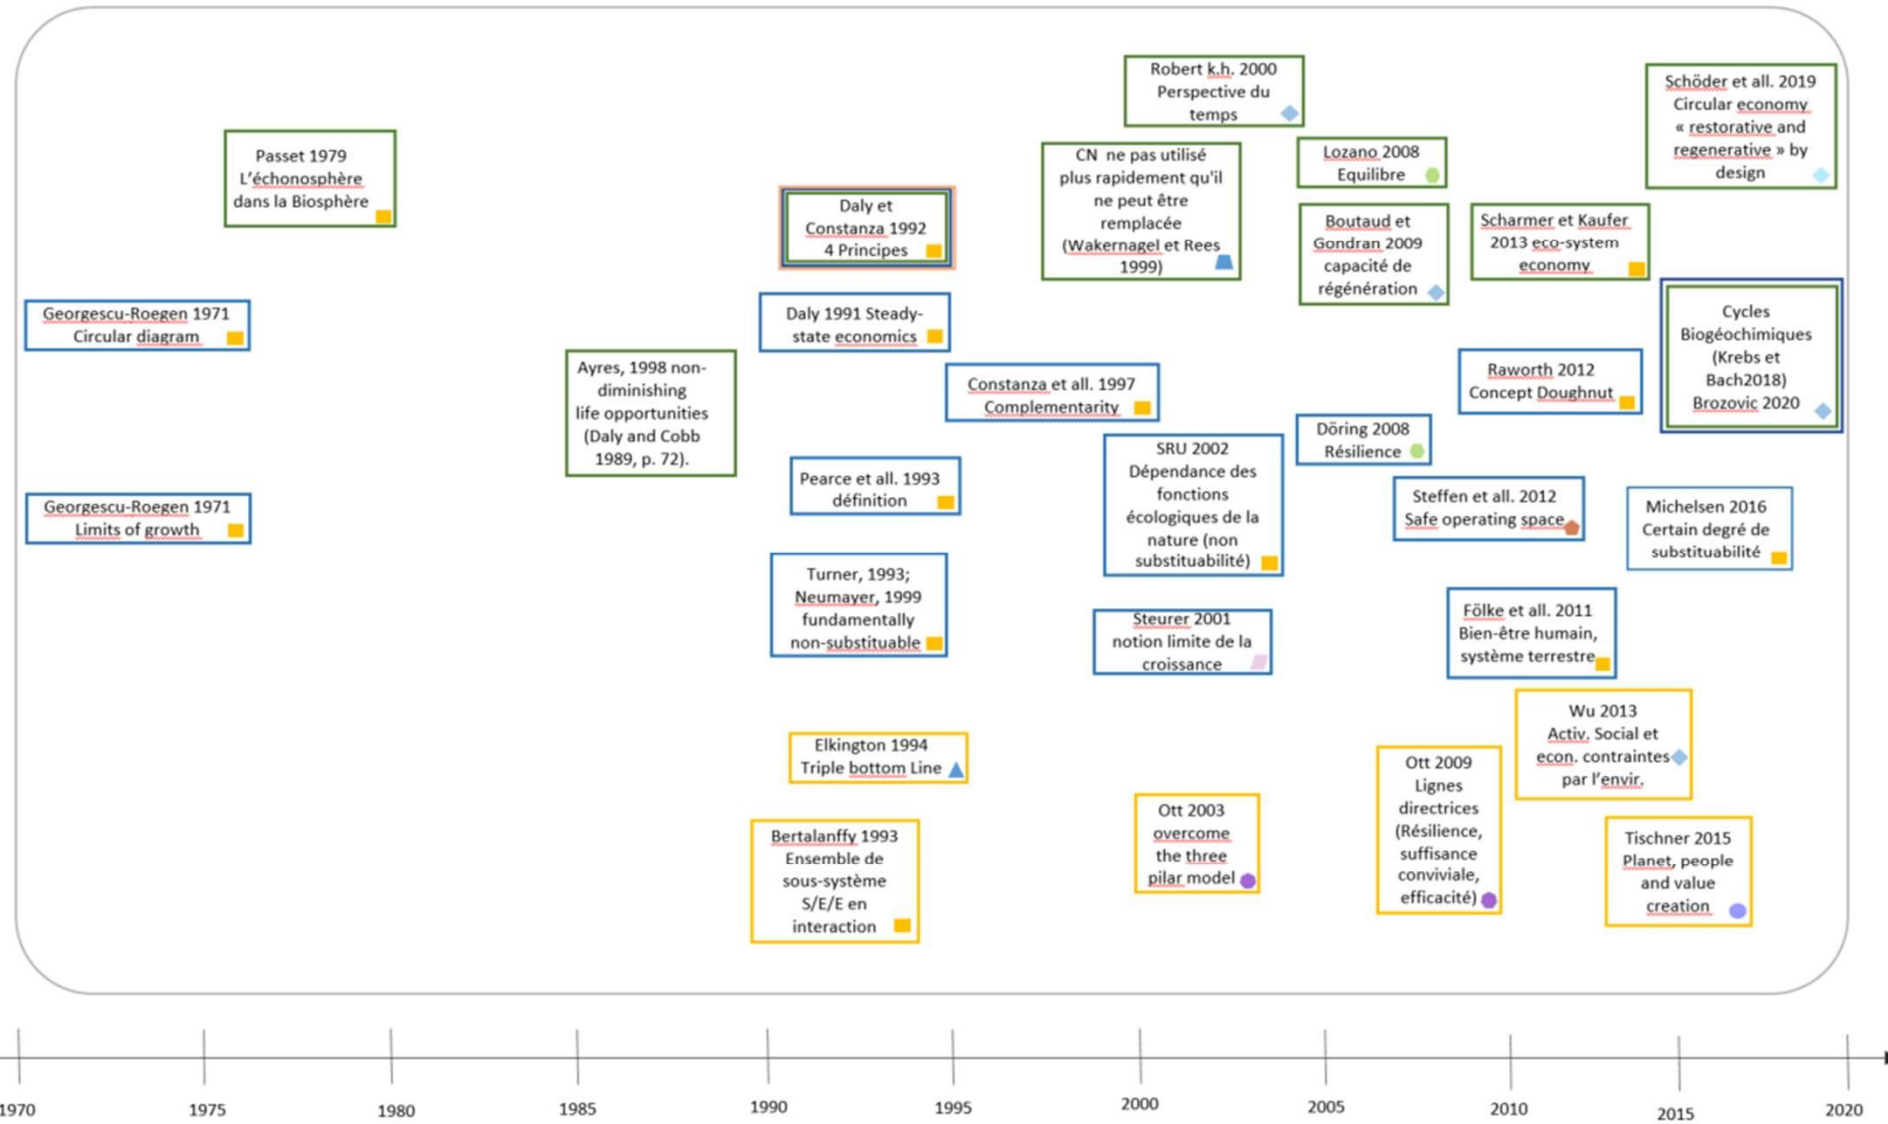 Robert k.h. 2000
Perspective du
temps
Schöder et all. 2019
Circular economy
« restorative and
regenerative » by
design
Passet 1979
L'échonosphère
dans la Biosphère
CN ne pas utilisé
plus rapidement qu'il
ne peut être
remplacée
(Wakernagel et Rees
1999)
Lozano 2008
Equilibre
Daly et
Constanza 1992
4 Principes
Boutaud et
Gondran 2009
capacité de
régénération
Scharmer et Kaufer
2013 eco-system
economy
Georgescu-Roegen 1971
Circular diagram
Daly 1991 Steady-
state economics
Cycles
Biogéochimiques
(Krebs et
Bach2018)
Brozovic 2020
Ayres, 1998 non-
diminishing
life opportunities
(Daly and Cobb
1989, p. 72).
Constanza et all. 1997
Complementarity
Raworth 2012
Concept Doughnut
Döring 2008
Résilience
SRU 2002
Dépendance des
fonctions
écologiques de la
nature (non
substituabilité)
Pearce et all. 1993
définition
Steffen et all. 2012
Safe operating space
Georgescu-Roegen 1971
Limits of growth
Michelsen 2016
Certain degré de
substituabilité
Turner, 1993;
Neumayer, 1999
fundamentally
non-substituable
Steurer 2001
notion limite de la
croissance
Fölke et all. 2011
Bien-être humain,
système terrestre
Wu 2013
Activ. Social et
econ. contraintes
par l'envir.
Elkington 1994
Triple bottom Line
Ott 2009
Lignes
directrices
(Résilience,
suffisance
conviviale,
efficacité)
Ott 2003
overcome
the three
pilar model
Bertalanffy 1993
Ensemble de
sous-système
S/E/E en
interaction
Tischner 2015
Planet, people
and value
creation
1970
1975
1980
1985
1990
1995
2000
2005
2010
2015
2020